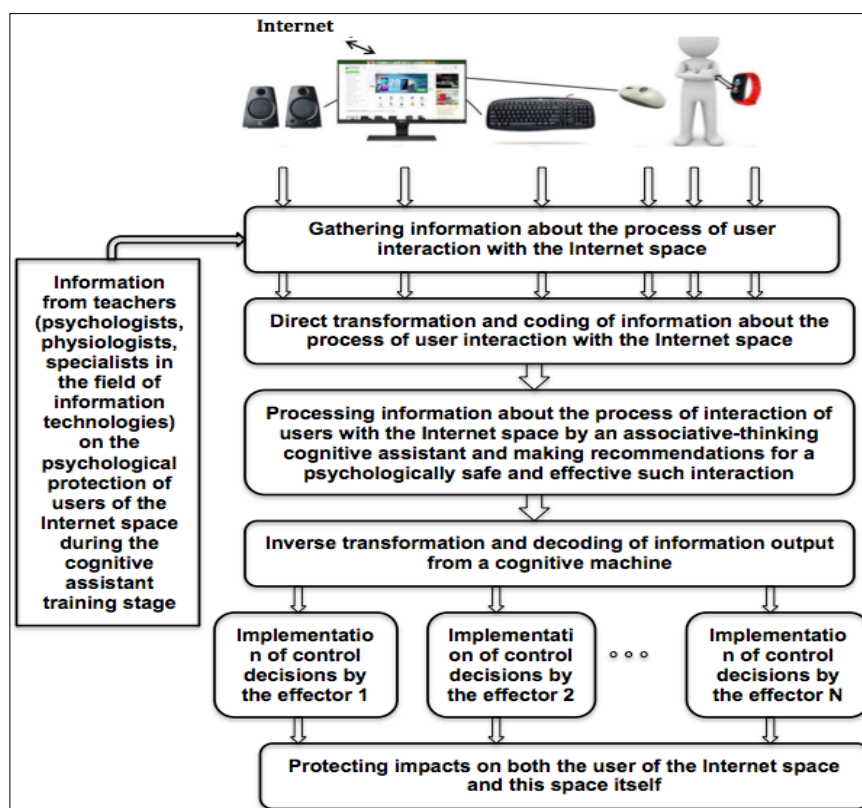 Internet
Gathering information about the process of user
interaction with the Internet space
Information
from teachers
(psychologists,
physiologists,
specialists in
the field of
information
technologies)
on the
psychological
protection of
users of the
Internet space
during the
cognitive
assistant
training stage
Direct transformation and coding of information about the
process of user interaction with the Internet space
Processing information about the process of interaction of
users with the Internet space by an associative-thinking
cognitive assistant and making recommendations for a
psychologically safe and effective such interaction
Inverse transformation and decoding of information output
from a cognitive machine
Implementatio
n of control
decisions by
the effector 1
Implementati
on of control
decisions by
the effector 2
Implementatio
n of control
decisions by
the effector N
Protecting impacts on both the user of the Internet space
and this space itself